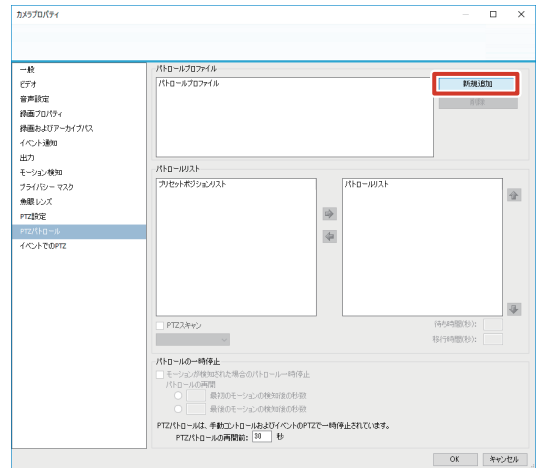 カメラプロパティ
一般
ビデオ
音声設定
録画プロパティ
録画およびアーカイブパス
イベント通知
出力
モーション検知
プライバシー マスク
魚眼レンズ
PTZ設定
PTZパトロール
イベントでのPTZ
パトロールプロファイル
パトロールプロファイル
新規追加
削除
パトロールリスト
プリセットポジションリスト
パトロールリスト
PTZスキャン
待ち時間(秒):
移行時間(秒):
パトロールの一時停止
モーションが検知された場合のパトロール一時停止
パトロールの再開
最初のモーションの検知後の秒数
最後のモーションの検知後の秒数
PTZパトロールは、手動コントロールおよびイベントのPTZで一時停止されています。
PTZパトロールの再開前: 30 秒
OK キャンセル